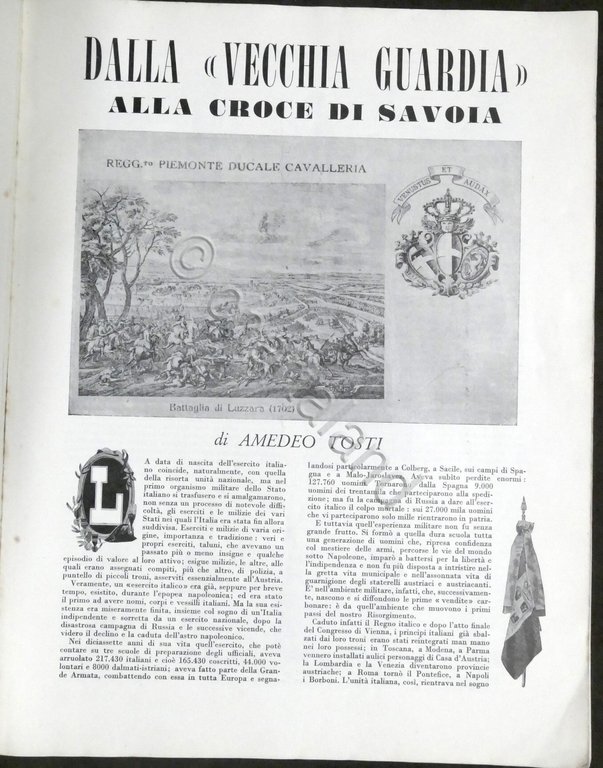 DALLA «VECCHIA GUARDIA»
ALLA CROCE DI SAVOIA
REGG.to PIEMONTE DUCALE CAVALLERIA
VENUSTUS ET AUDAX
Battaglia di Luzzara (1702)
di AMEDEO TOSTI
LA data di nascita dell'esercito italia-
no coincide, naturalmente, con quella
della risorta unità nazionale, ma nel
primo organismo militare dello Stato
italiano si trasfusero e si amalgamarono,
non senza un processo di notevole diffi-
coltà, gli eserciti e le milizie dei vari
Stati nei quali l'Italia era stata fin allora
suddivisa. Eserciti e milizie di varia ori-
gine, importanza e tradizione: veri e
propri eserciti, taluni, che avevano un
passato più o meno insigne e qualche
episodio di valore al loro attivo; esigue milizie, le altre, alle
quali erano assegnati compiti, più che altro, di polizia, a
puntello di piccoli troni, asserviti essenzialmente all'Austria.
Veramente, un «esercito italico» era già, seppure per breve
tempo, esistito, durante l'epopea napoleonica; ed era stato
il primo ad avere nomi, corpi e vessilli italiani. Ma la sua esi-
stenza era miseramente finita, insieme col sogno di un'Italia
indipendente e sorretta da un esercito nazionale, dopo la
disastrosa campagna di Russia e le successive vicende, che
videro il declino e la caduta dell'astro napoleonico.
Nei diciassette anni di sua vita quell'esercito, che potè
contare su tre scuole di preparazione degli ufficiali, aveva
arruolato 217.430 italiani e cioè 165.430 coscritti, 44.000 vo-
lontari e 8000 dalmati-istriani; aveva fatto parte della Gran-
de Armata, combattendo con essa in tutta Europa e segna-
landosi particolarmente a Colberg, a Sacile, sui campi di Spa-
gna e a Malo-Jaroslavetz. Aveva subìto perdite enormi:
127.760 uomini. Tornarono dalla Spagna 9.000
uomini dei trentamila che parteciparono alla spedi-
zione; ma fu la campagna di Russia a dare all'eser-
cito italico il colpo mortale: sui 27.000 mila uomini
che vi parteciparono solo mille rientrarono in patria.
E tuttavia quell'esperienza militare non fu senza
grande frutto. Si formò a quella dura scuola tutta
una generazione di uomini che, ripresa confidenza
col mestiere delle armi, persone le vie del mondo
sotto Napoleone, imparò a battersi per la libertà e
l'indipendenza e non fu più disposta a intristire nel-
la gretta vita municipale e nell'assonnata vita di
guarnigione degli staterelli austriaci e austriacanti.
E' nell'ambiente militare, infatti, che, successivamen-
te, nascono e si diffondono le prime «vendite» car-
bonare; è da quell'ambiente che muovono i primi
passi del nostro Risorgimento.
Caduto infatti il Regno italico e dopo l'atto finale
del Congresso di Vienna, i principi italiani già sbal-
zati dai loro troni erano stati reintegrati man mano
nei loro possessi; in Toscana, a Modena, a Parma
vennero installati aulici personaggi di Casa d'Austria;
la Lombardia e la Venezia diventarono provincie
austriache; a Roma tornò il Pontefice, a Napoli
i Borboni. L'unità italiana, così, rientrava nel sogno